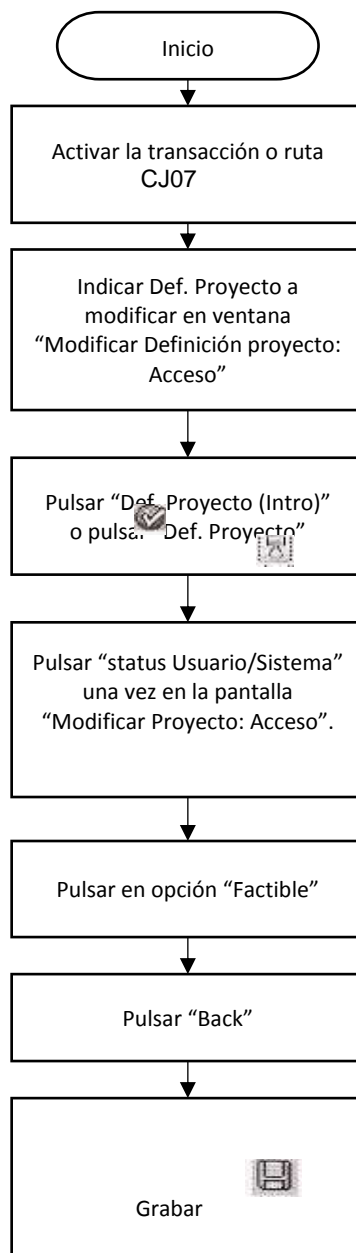 Inicio
Activar la transacción o ruta
CJ07
Indicar Def. Proyecto a
modificar en ventana
“Modificar Definición proyecto:
Acceso”
Pulsar “Def. Proyecto (Intro)”
o pulsar “Def. Proyecto”
Pulsar “status Usuario/Sistema”
una vez en la pantalla
“Modificar Proyecto: Acceso”.
Pulsar en opción “Factible”
Pulsar “Back”
Grabar